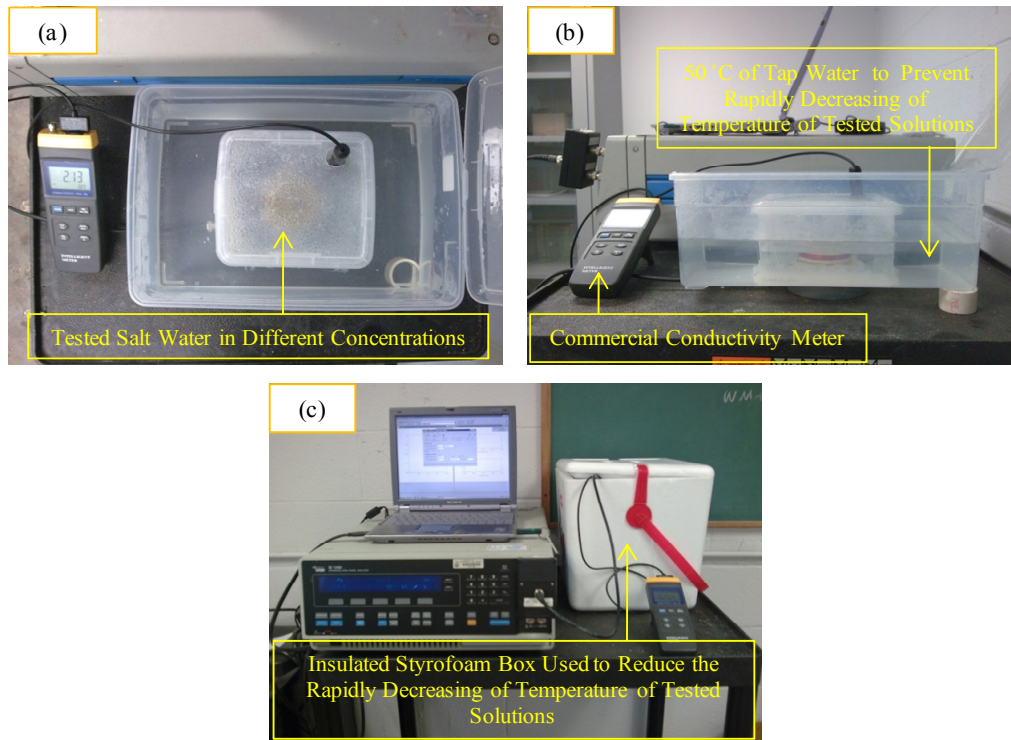 (a)
2.13
INTELLIGENT
METER
Tested Salt Water in Different Concentrations
(b)
50 ˚C of Tap Water to Prevent
Rapidly Decreasing of
Temperature of Tested Solutions
Commercial Conductivity Meter
(c)
Insulated Styrofoam Box Used to Reduce the
Rapidly Decreasing of Temperature of Tested
Solutions